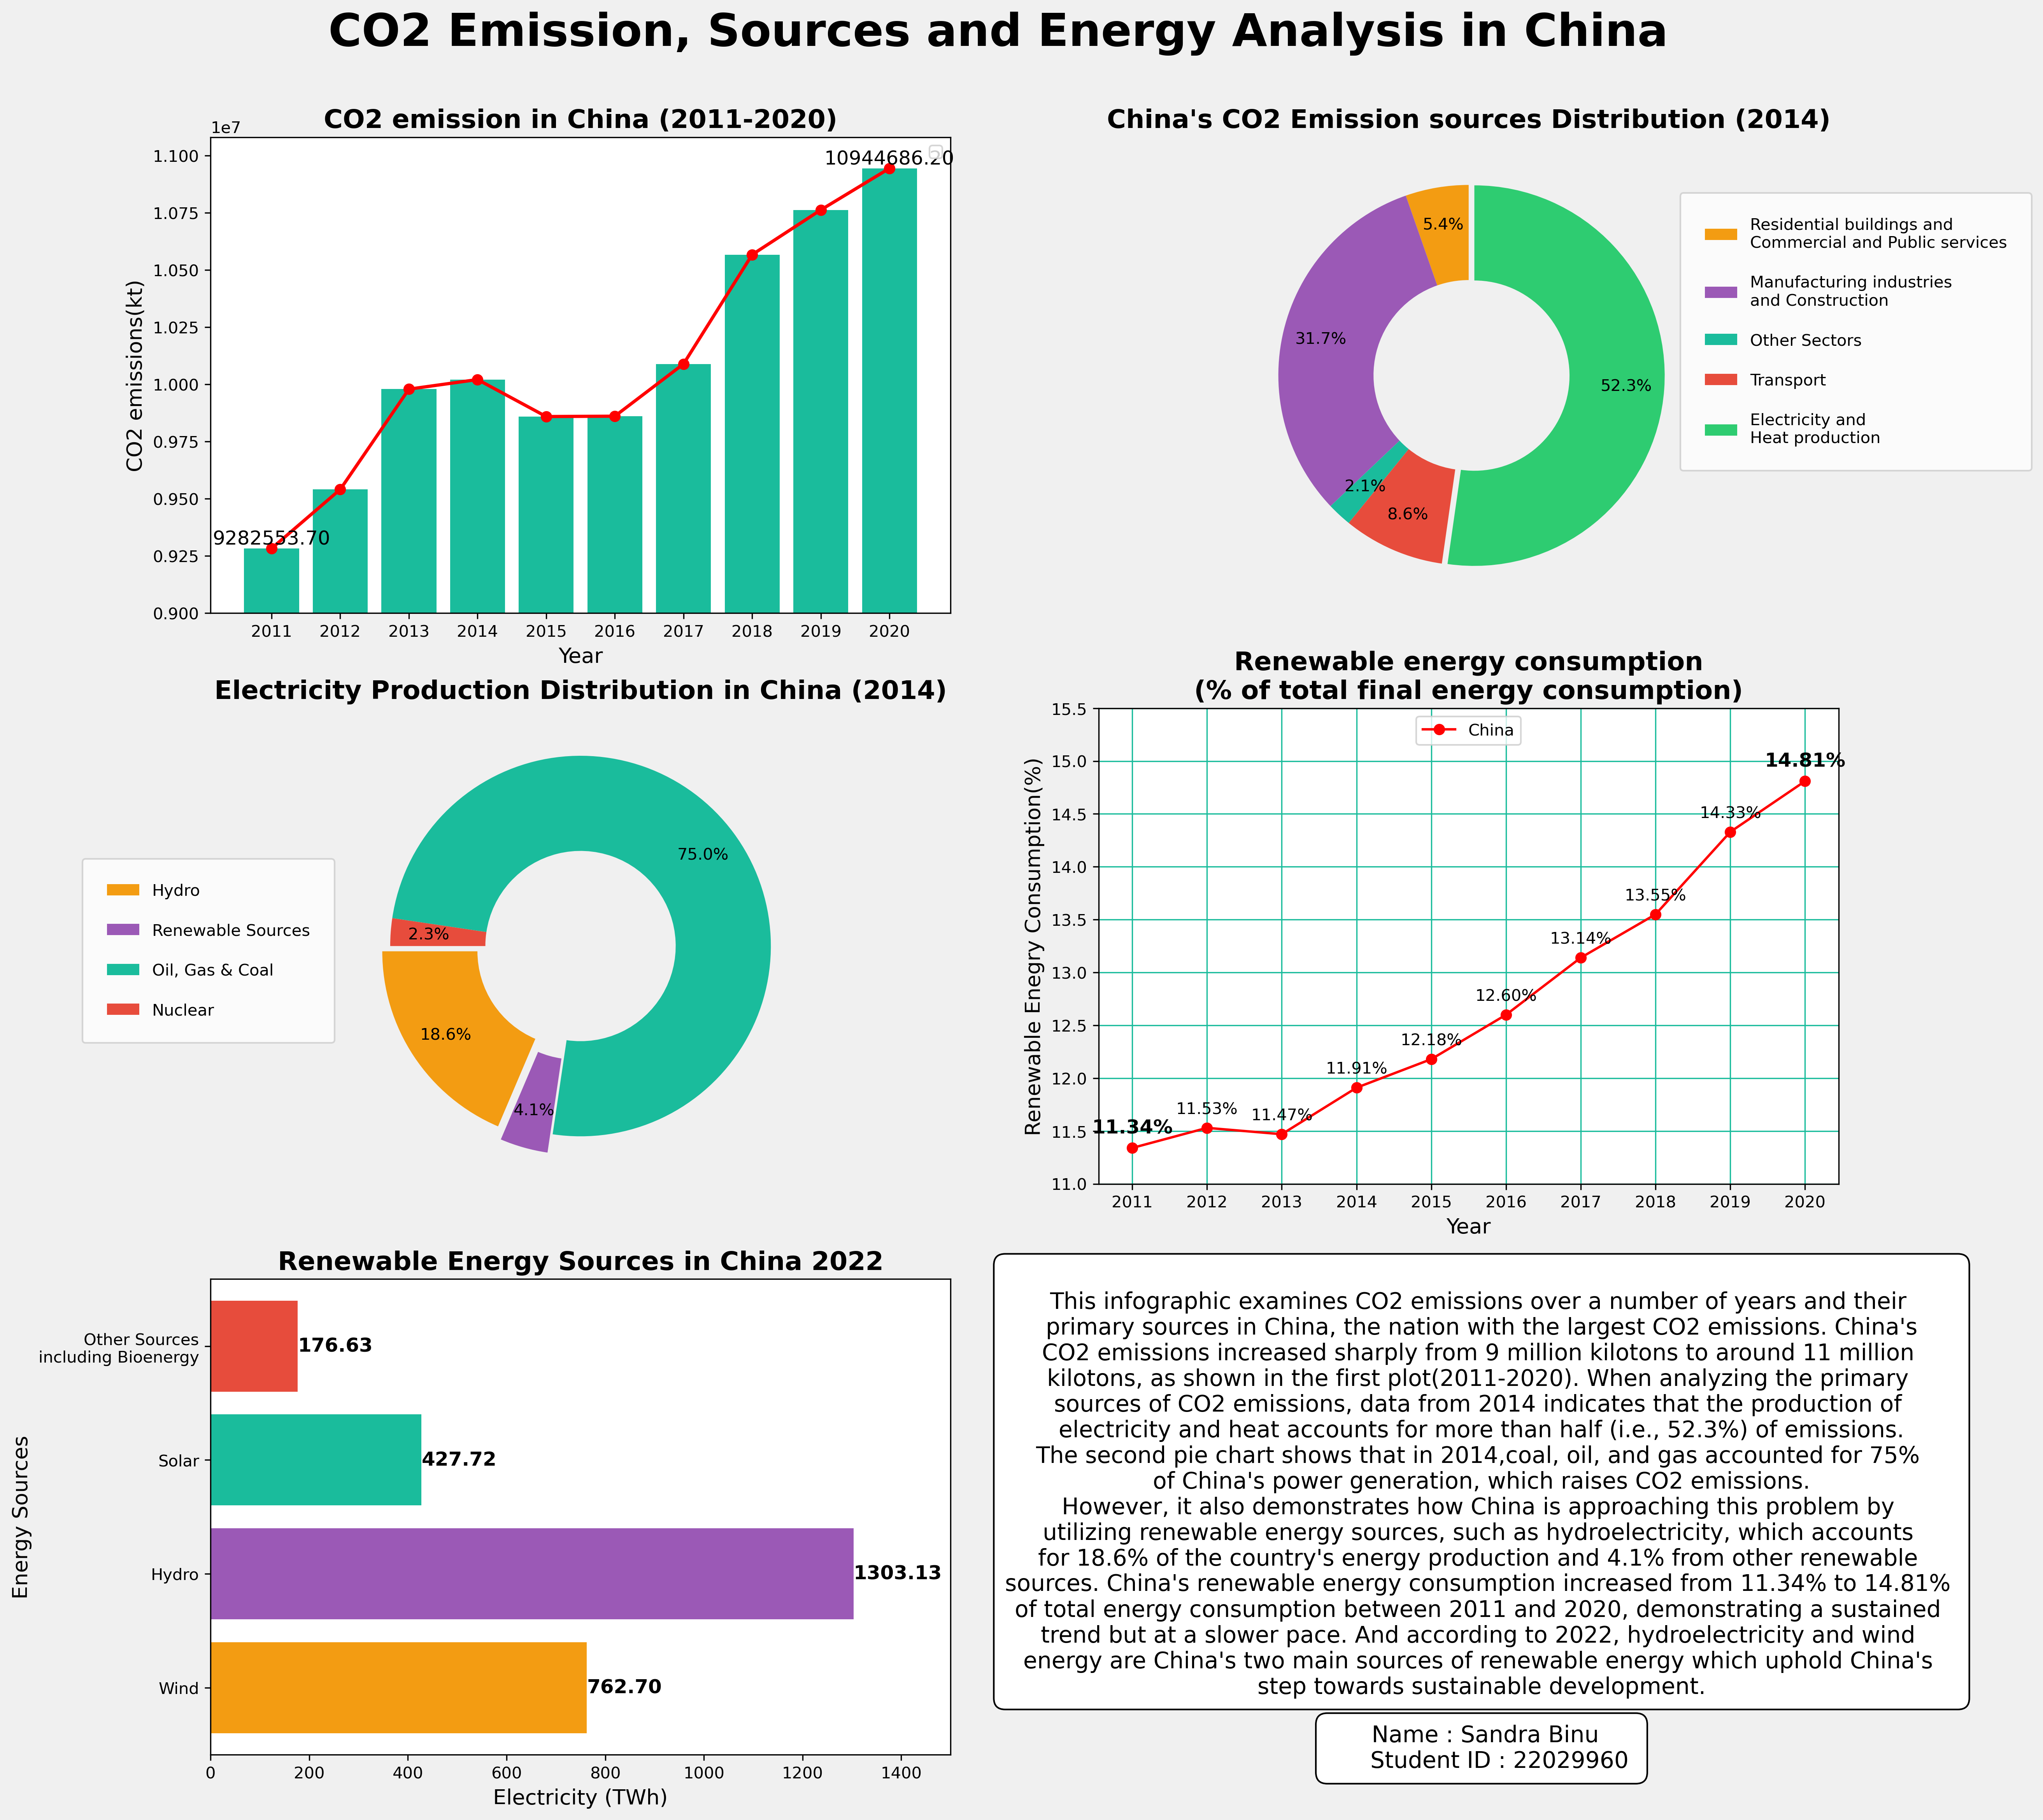 CO2 Emission, Sources and Energy Analysis in China
CO2 emission in China (2011-2020)
1e7
1.100
1.075
1.050
1.025
1.000
0.975
0.950
0.925
0.900
CO2 emissions(kt)
9282553.70
10944686.20
2011 2012 2013 2014 2015 2016 2017 2018 2019 2020
Year
China's CO2 Emission sources Distribution (2014)
5.4%
31.7%
2.1%
8.6%
52.3%
Residential buildings and
Commercial and Public services
Manufacturing industries
and Construction
Other Sectors
Transport
Electricity and
Heat production
Electricity Production Distribution in China (2014)
75.0%
2.3%
18.6%
4.1%
Hydro
Renewable Sources
Oil, Gas & Coal
Nuclear
Renewable energy consumption
(% of total final energy consumption)
China
15.5
15.0
14.5
14.0
13.5
13.0
12.5
12.0
11.5
11.0
Renewable Enegry Consumption(%)
11.34%
11.53%
11.47%
11.91%
12.18%
12.60%
13.14%
13.55%
14.33%
14.81%
2011 2012 2013 2014 2015 2016 2017 2018 2019 2020
Year
Renewable Energy Sources in China 2022
Energy Sources
Other Sources
including Bioenergy
176.63
Solar
427.72
Hydro
1303.13
Wind
762.70
0 200 400 600 800 1000 1200 1400
Electricity (TWh)
This infographic examines CO2 emissions over a number of years and their
primary sources in China, the nation with the largest CO2 emissions. China's
CO2 emissions increased sharply from 9 million kilotons to around 11 million
kilotons, as shown in the first plot(2011-2020). When analyzing the primary
sources of CO2 emissions, data from 2014 indicates that the production of
electricity and heat accounts for more than half (i.e., 52.3%) of emissions.
The second pie chart shows that in 2014,coal, oil, and gas accounted for 75%
of China's power generation, which raises CO2 emissions.
However, it also demonstrates how China is approaching this problem by
utilizing renewable energy sources, such as hydroelectricity, which accounts
for 18.6% of the country's energy production and 4.1% from other renewable
sources. China's renewable energy consumption increased from 11.34% to 14.81%
of total energy consumption between 2011 and 2020, demonstrating a sustained
trend but at a slower pace. And according to 2022, hydroelectricity and wind
energy are China's two main sources of renewable energy which uphold China's
step towards sustainable development.
Name : Sandra Binu
Student ID : 22029960